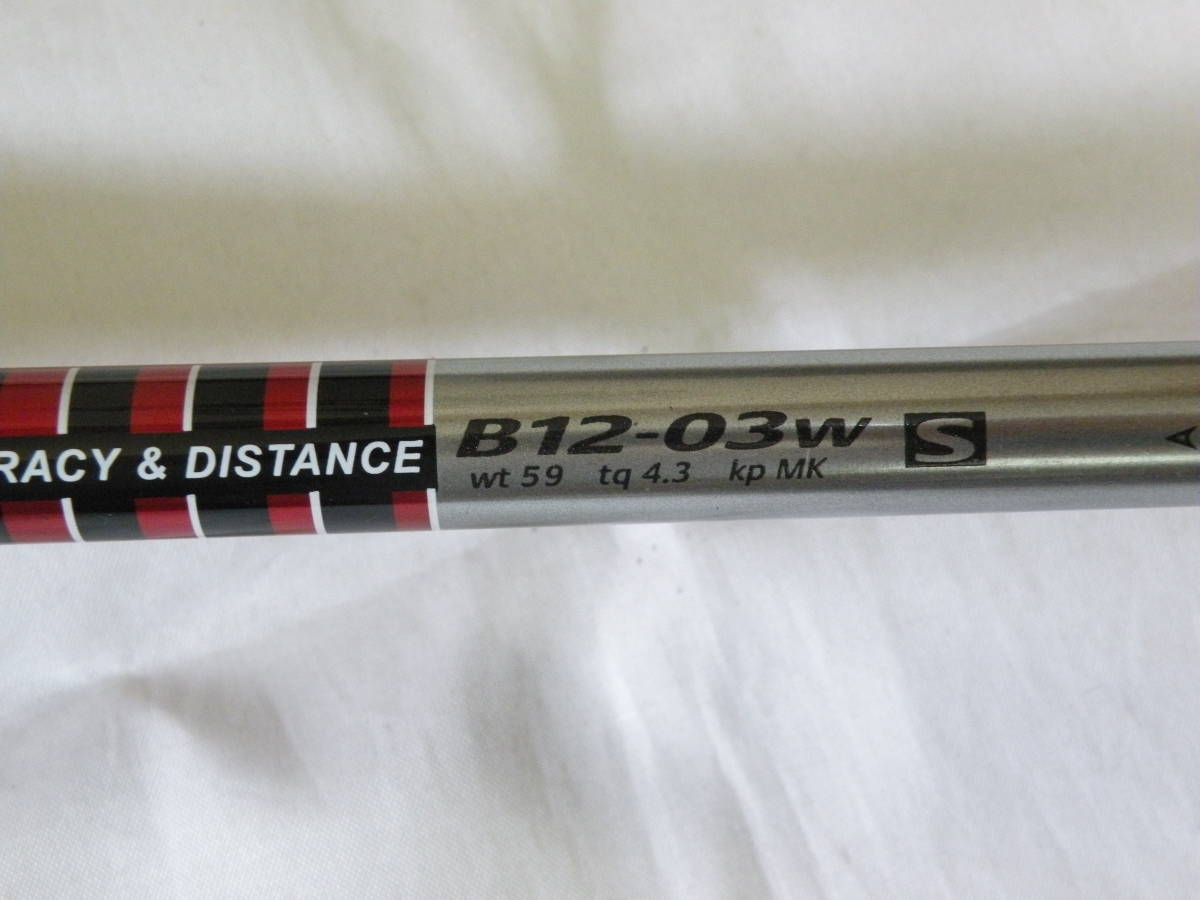 RACY & DISTANCE
B12-03w S
wt 59 tq 4.3 kp MK
A